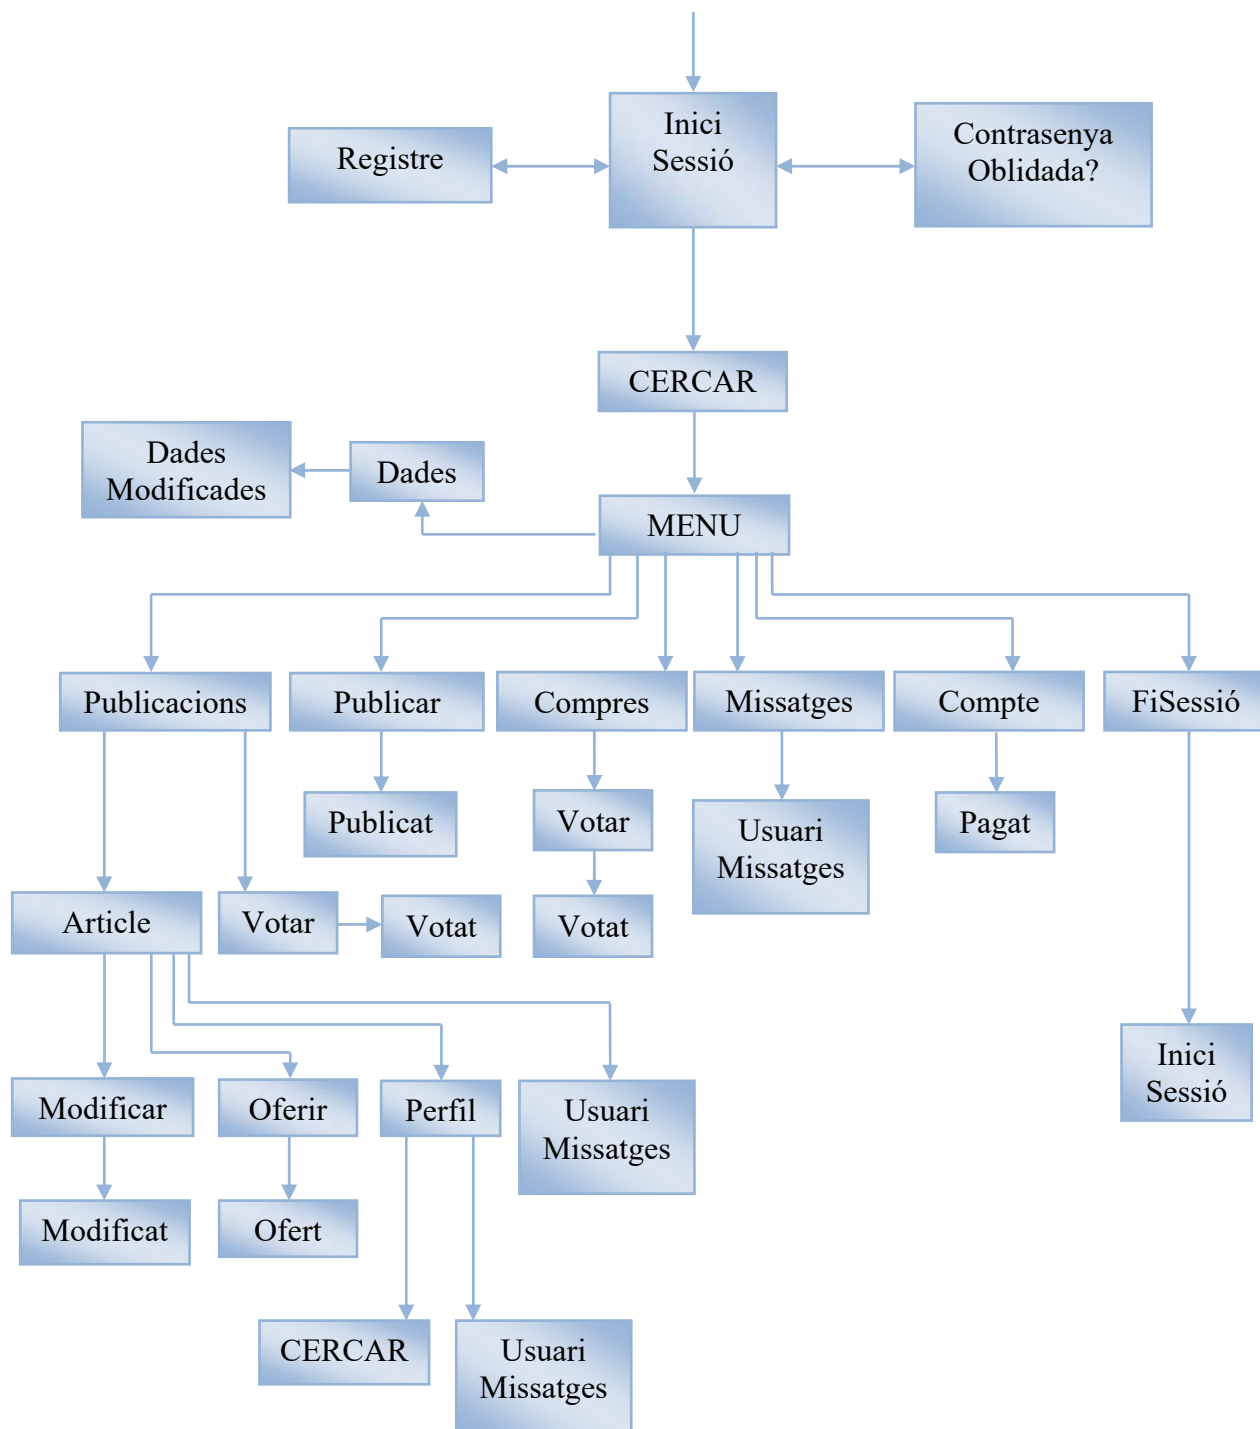 Registre
Inici
Sessió
Contrasenya
Oblidada?
CERCAR
Dades
Modificades
Dades
MENU
Publicacions
Publicar
Compres
Missatges
Compte
FiSessió
Publicat
Votar
Usuari
Missatges
Pagat
Article
Votar
Votat
Votat
Inici
Sessió
Modificar
Oferir
Perfil
Usuari
Missatges
Modificat
Ofert
CERCAR
Usuari
Missatges